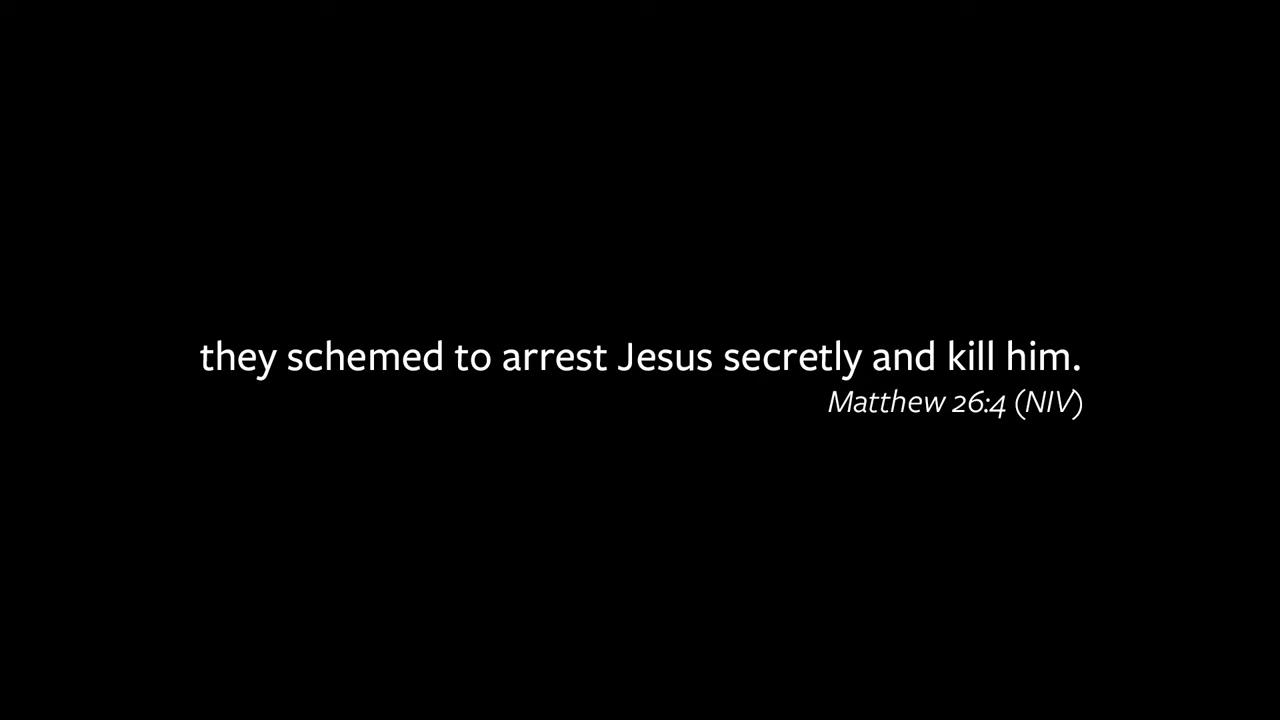 they schemed to arrest Jesus secretly and kill him.
Matthew 26:4 (NIV)